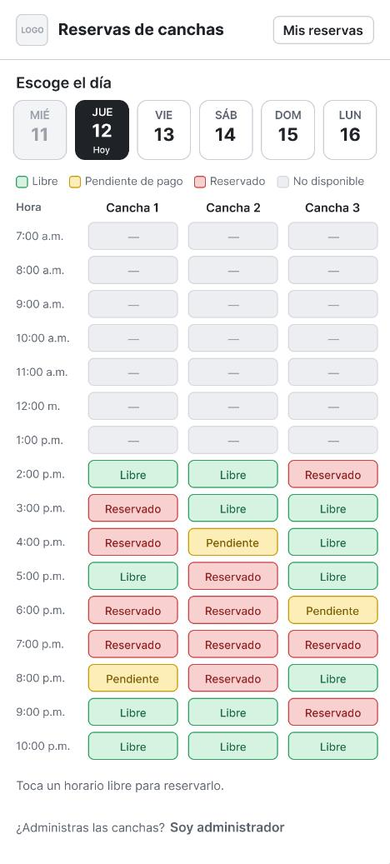 LOGO Reservas de canchas Mis reservas
Escoge el día
MIÉ JUE VIE SÁB DOM LUN
11 12 13 14 15 16
Hoy
Libre Pendiente de pago Reservado No disponible
Hora Cancha 1 Cancha 2 Cancha 3
7:00 a.m. — — —
8:00 a.m. — — —
9:00 a.m. — — —
10:00 a.m. — — —
11:00 a.m. — — —
12:00 m. — — —
1:00 p.m. — — —
2:00 p.m. Libre Libre Reservado
3:00 p.m. Reservado Libre Libre
4:00 p.m. Reservado Pendiente Libre
5:00 p.m. Libre Reservado Libre
6:00 p.m. Reservado Reservado Pendiente
7:00 p.m. Reservado Reservado Reservado
8:00 p.m. Pendiente Reservado Libre
9:00 p.m. Libre Libre Reservado
10:00 p.m. Libre Libre Libre
Toca un horario libre para reservarlo.
¿Administras las canchas? Soy administrador